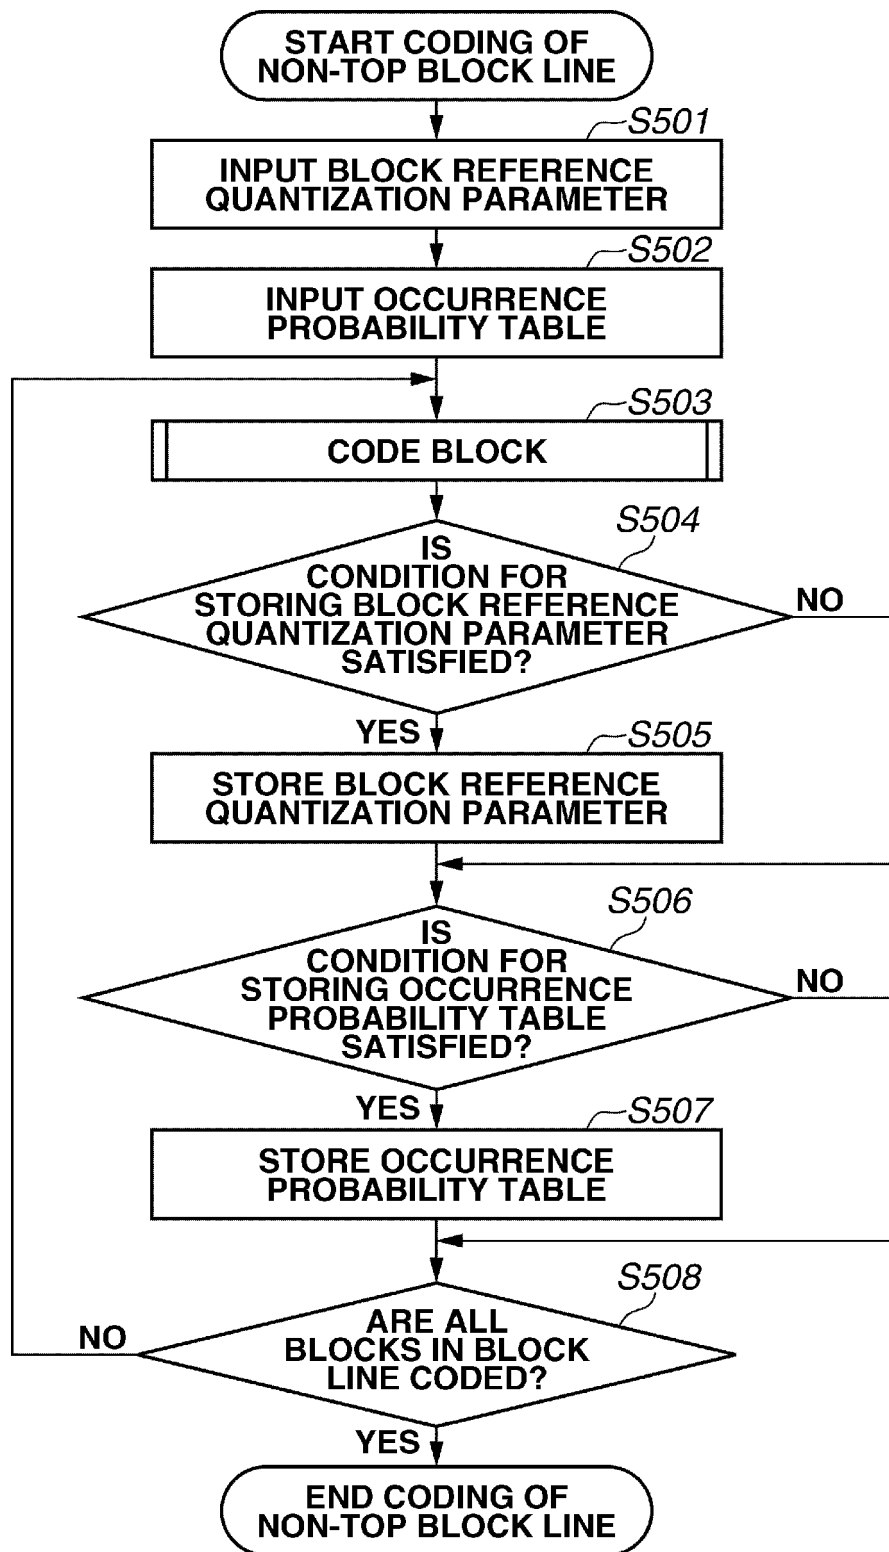 START CODING OF
NON-TOP BLOCK LINE
S501
INPUT BLOCK REFERENCE
QUANTIZATION PARAMETER
S502
INPUT OCCURRENCE
PROBABILITY TABLE
S503
CODE BLOCK
S504
IS
CONDITION FOR
STORING BLOCK REFERENCE
QUANTIZATION PARAMETER
SATISFIED?
NO
YES
S505
STORE BLOCK REFERENCE
QUANTIZATION PARAMETER
S506
IS
CONDITION FOR
STORING OCCURRENCE
PROBABILITY TABLE
SATISFIED?
NO
YES
S507
STORE OCCURRENCE
PROBABILITY TABLE
S508
ARE ALL
BLOCKS IN BLOCK
LINE CODED?
NO
YES
END CODING OF
NON-TOP BLOCK LINE